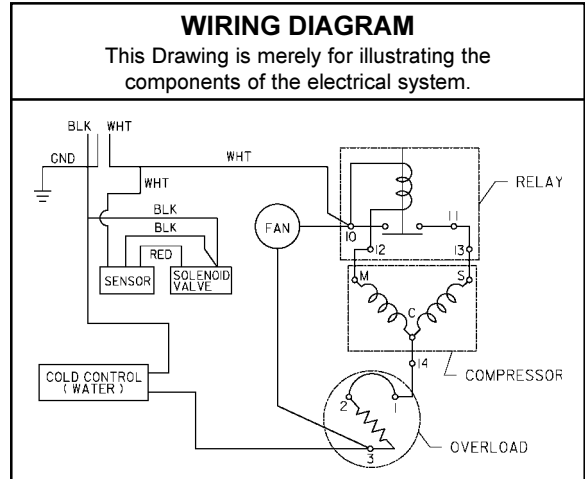 WIRING DIAGRAM
This Drawing is merely for illustrating the
components of the electrical system.
BLK WHT
GND
WHT
WHT
BLK
BLK
RED
SENSOR
SOLENOID
VALVE
FAN
RELAY
10
11
12
13
M
S
C
14
COMPRESSOR
COLD CONTROL
(WATER)
2
1
3
OVERLOAD